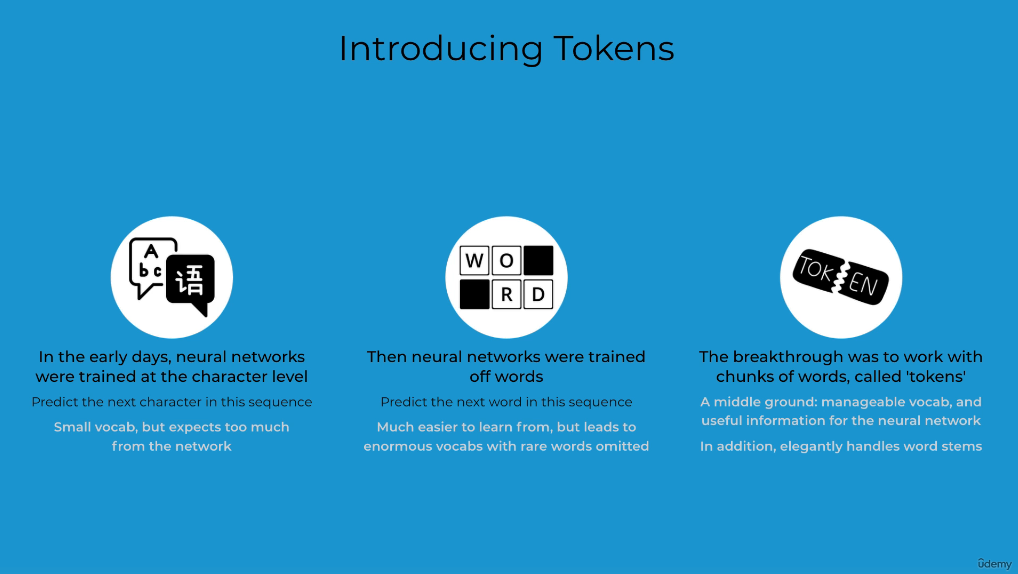 Introducing Tokens
A
b c
语
W O
R D
TOKEN
In the early days, neural networks
were trained at the character level
Predict the next character in this sequence
Small vocab, but expects too much
from the network
Then neural networks were trained
off words
Predict the next word in this sequence
Much easier to learn from, but leads to
enormous vocabs with rare words omitted
The breakthrough was to work with
chunks of words, called 'tokens'
A middle ground: manageable vocab, and
useful information for the neural network
In addition, elegantly handles word stems
ûdemy